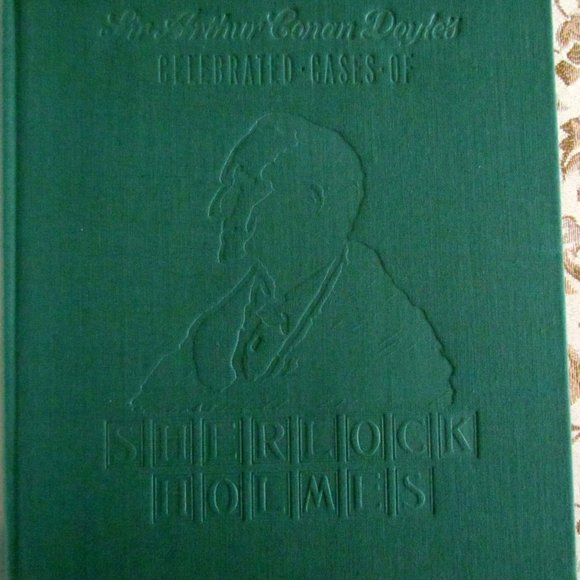 Sir Arthur Conan Doyle's
CELEBRATED·CASES·OF
SHERLOCK
HOLMES